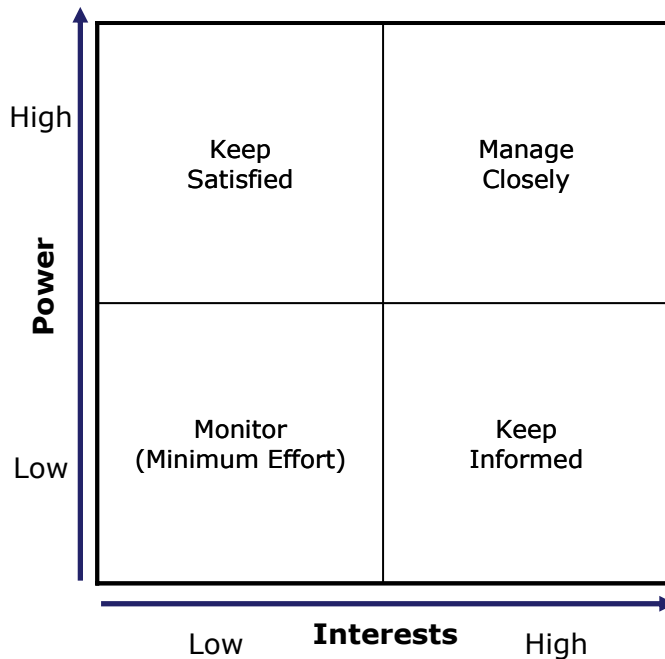 High
Keep
Satisfied
Manage
Closely
Power
Monitor
(Minimum Effort)
Keep
Informed
Low
Low
Interests
High